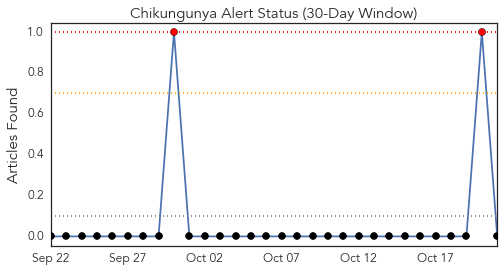 Chikungunya Alert Status (30-Day Window)
Articles Found
1.0
0.8
0.6
0.4
0.2
0.0
Sep 22 Sep 27 Oct 02 Oct 07 Oct 12 Oct 17